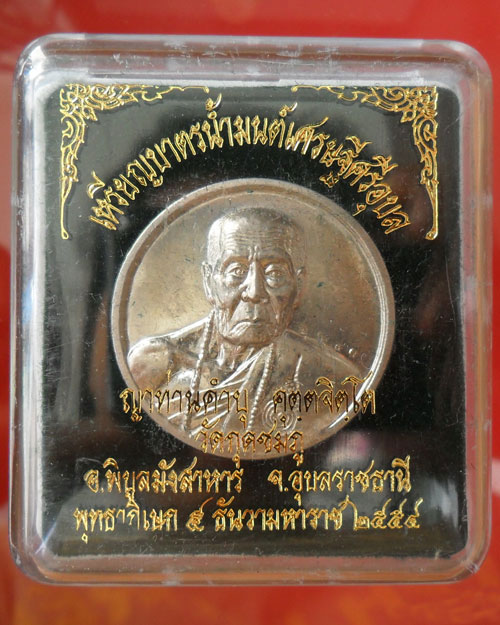 เหรียญบาตรน้ำมนต์เศรษฐีศรีอุบล
ญาท่านคำบุ คุตฺตจิตฺโต
วัดกุดชมภู
อ.พิบูลมังสาหาร จ.อุบลราชธานี
พุทธาภิเษก ๕ ธันวามหาราช ๒๕๕๔